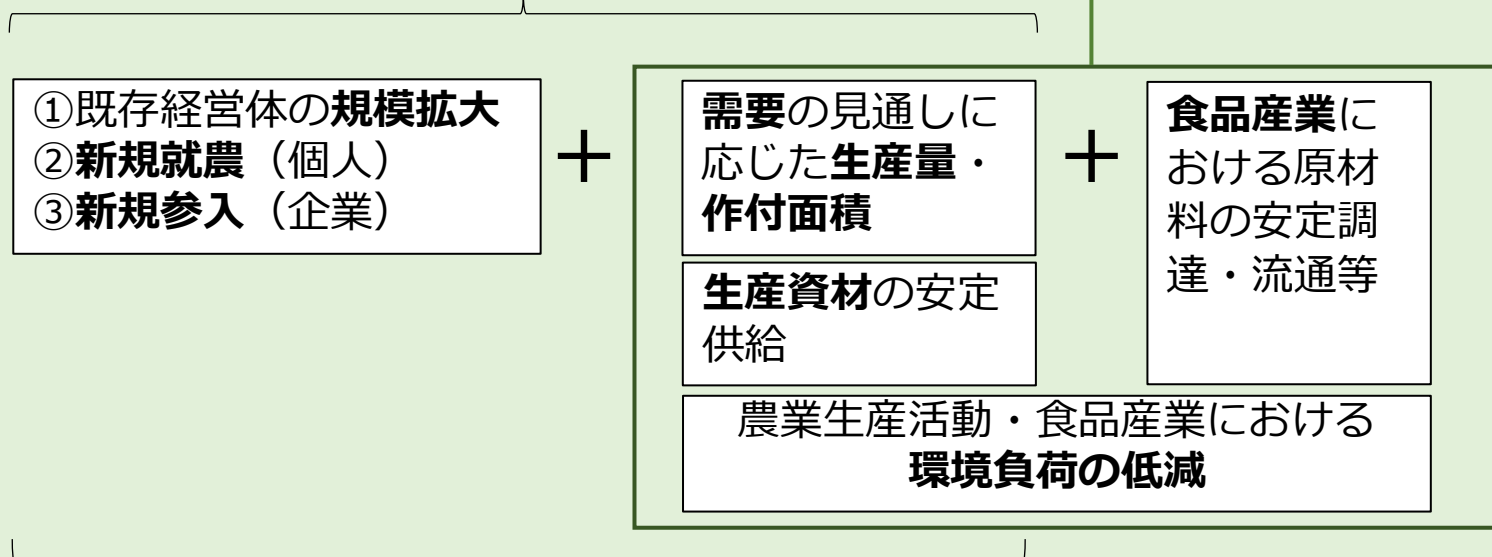 ①既存経営体の規模拡大
②新規就農（個人）
③新規参入（企業）
＋
需要の見通しに
応じた生産量・
作付面積
生産資材の安定
供給
＋
食品産業に
おける原材
料の安定調
達・流通等
農業生産活動・食品産業における
環境負荷の低減